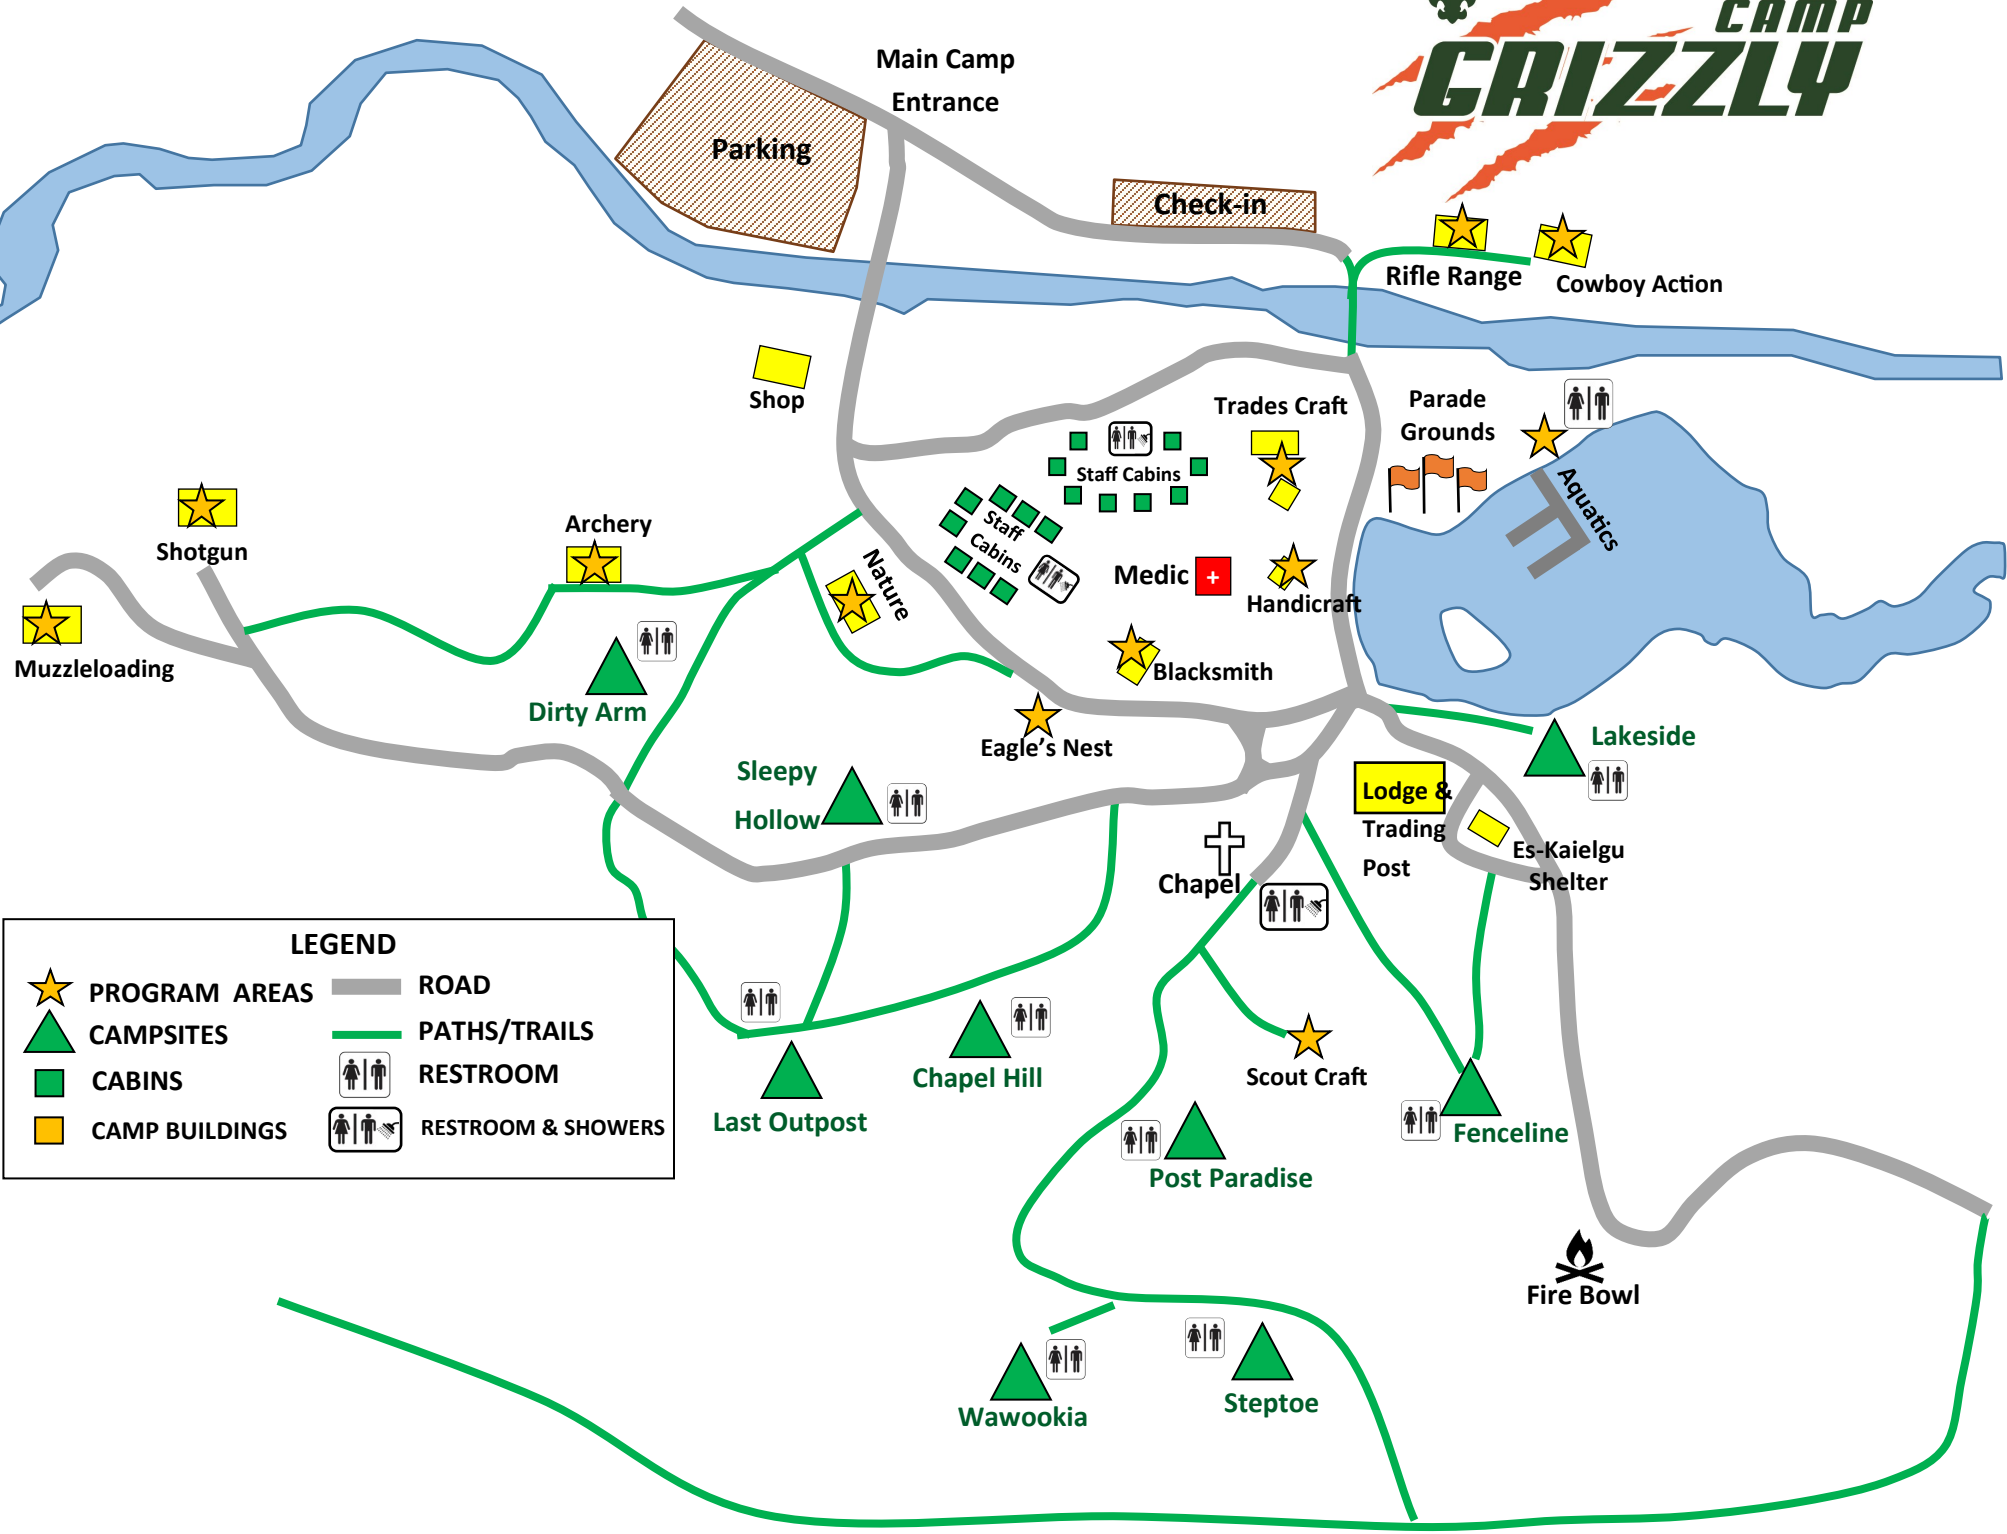 CAMP
GRIZZLY
Main Camp
Entrance
Parking
Check-in
Rifle Range
Cowboy Action
Shop
Trades Craft
Parade
Grounds
Staff Cabins
Aquatics
Shotgun
Archery
Staff
Cabins
Nature
Medic
+
Handicraft
Muzzleloading
Blacksmith
Dirty Arm
Eagle's Nest
Lakeside
Sleepy
Hollow
Lodge &
Trading
Post
Es-Kaielgu
Shelter
Chapel
LEGEND
PROGRAM AREAS
ROAD
CAMPSITES
PATHS/TRAILS
CABINS
RESTROOM
CAMP BUILDINGS
RESTROOM & SHOWERS
Chapel Hill
Scout Craft
Last Outpost
Fenceline
Post Paradise
Fire Bowl
Wawookia
Steptoe